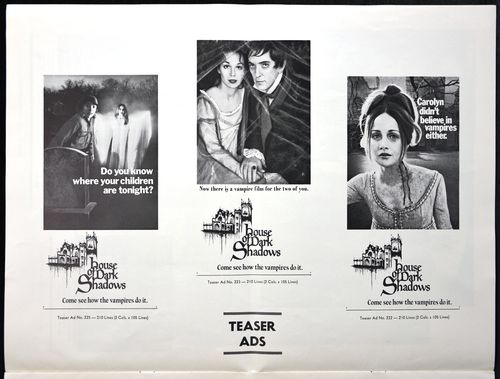 Do you know
where your children
are tonight?
House
of Dark
Shadows
Come see how the vampires do it.
Teaser Ad No. 225 — 210 Lines (2 Cols. x 105 Lines)
Now there is a vampire film for the two of you.
House
of Dark
Shadows
Come see how the vampires do it.
Teaser Ad No. 223 — 210 Lines (2 Cols. x 105 Lines)
Carolyn
didn't
believe in
vampires
either.
House
of Dark
Shadows
Come see how the vampires do it.
Teaser Ad No. 222 — 210 Lines (2 Cols. x 105 Lines)
TEASER
ADS